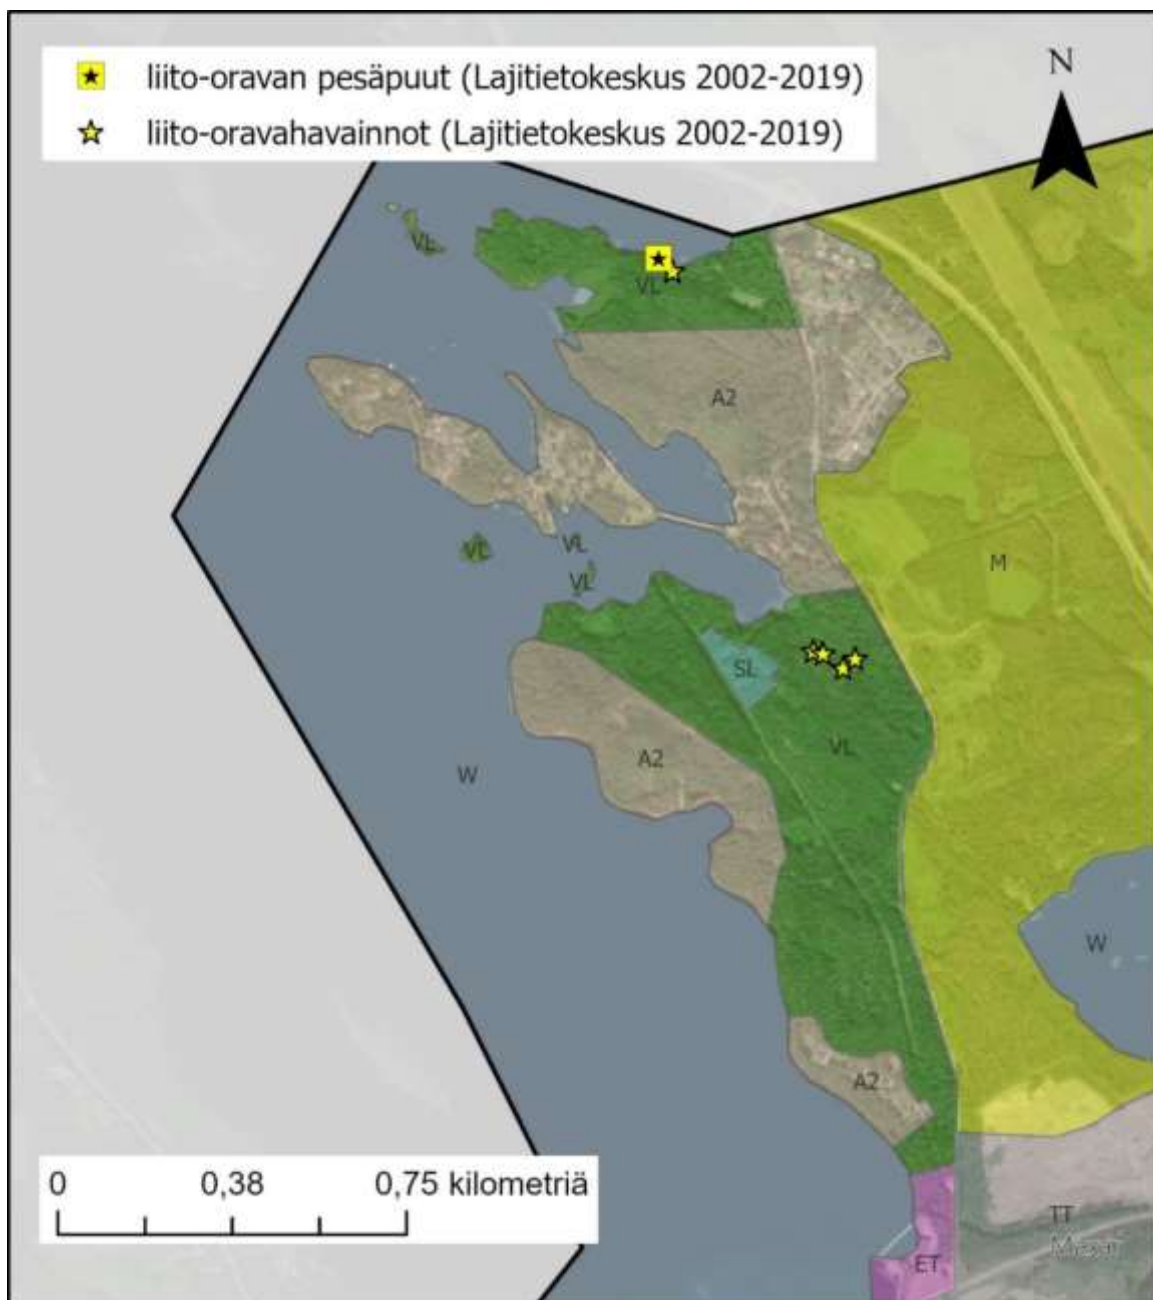 liito-oravan pesäpuut (Lajitietokeskus 2002-2019)
liito-oravahavainnot (Lajitietokeskus 2002-2019)
N
VL
VL
A2
M
VL
VL
VL
SL
VL
A2
W
W
A2
0 0,38 0,75 kilometriä
TT
ET